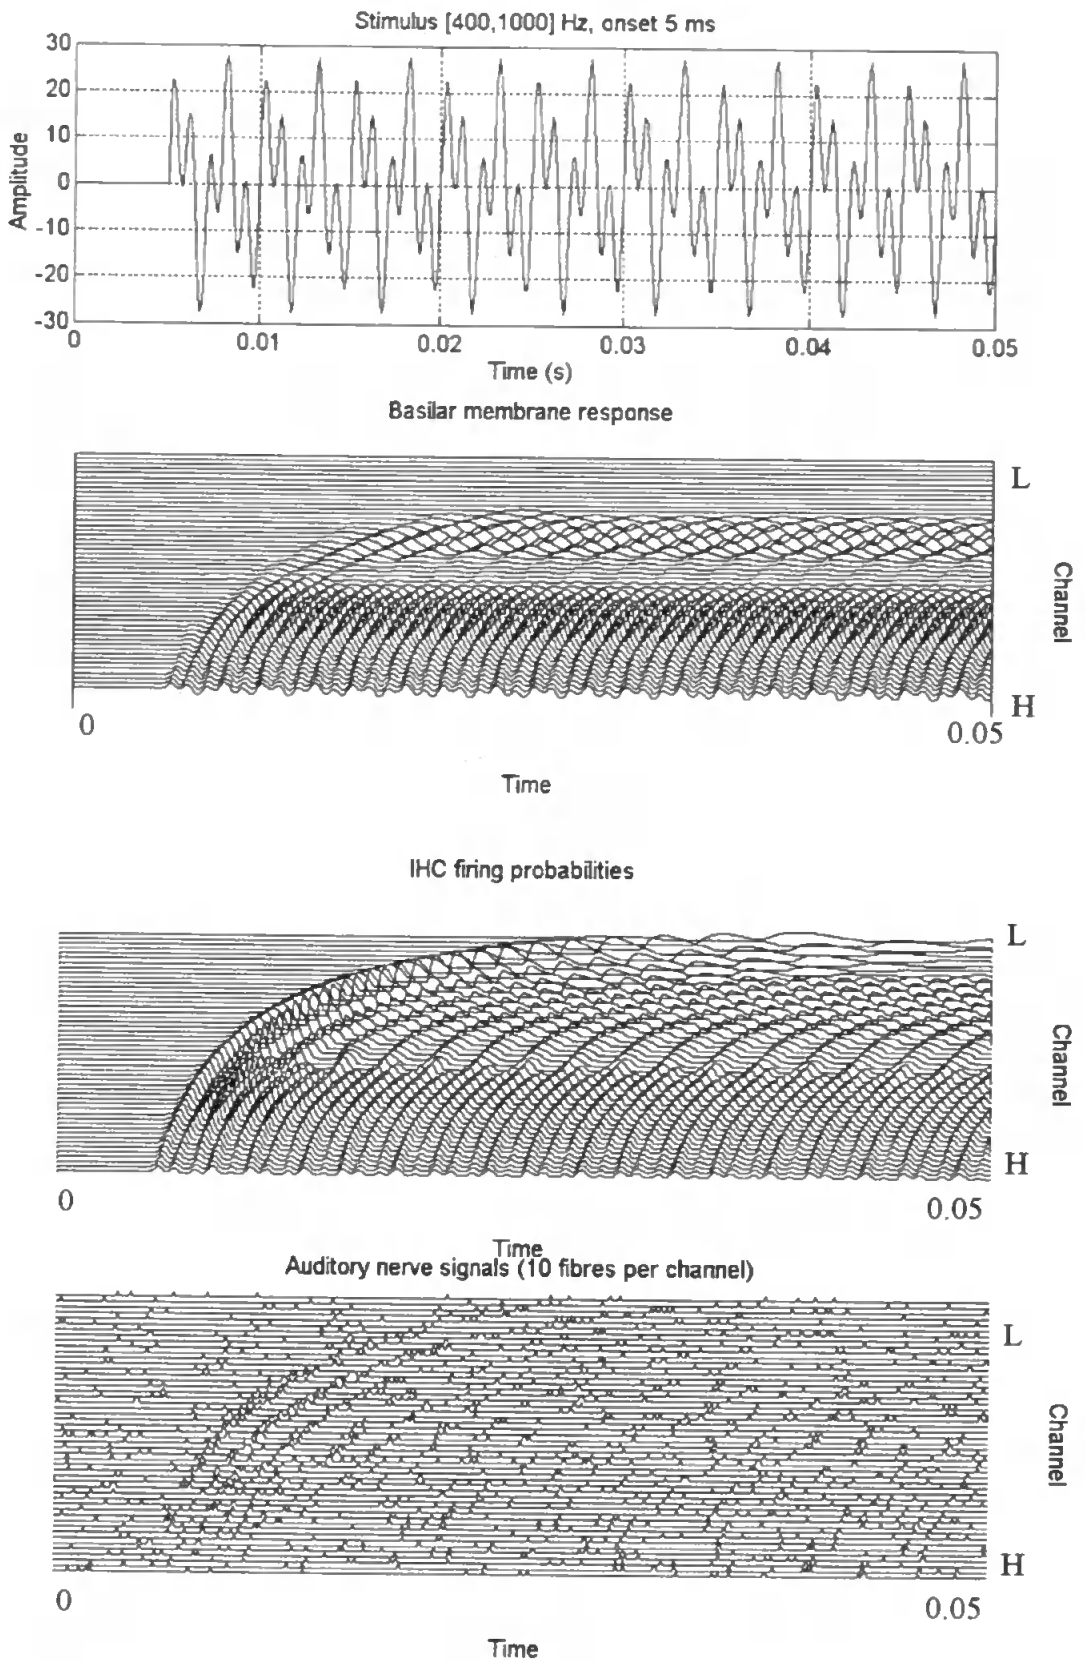 Stimulus [400,1000] Hz, onset 5 ms
30
20
10
0
-10
-20
-30
Amplitude
0
0.01
0.02
0.03
0.04
0.05
Time (s)
Basilar membrane response
L
Channel
H
0
0.05
Time
IHC firing probabilities
L
Channel
H
0
0.05
Time
Auditory nerve signals (10 fibres per channel)
L
Channel
H
0
0.05
Time